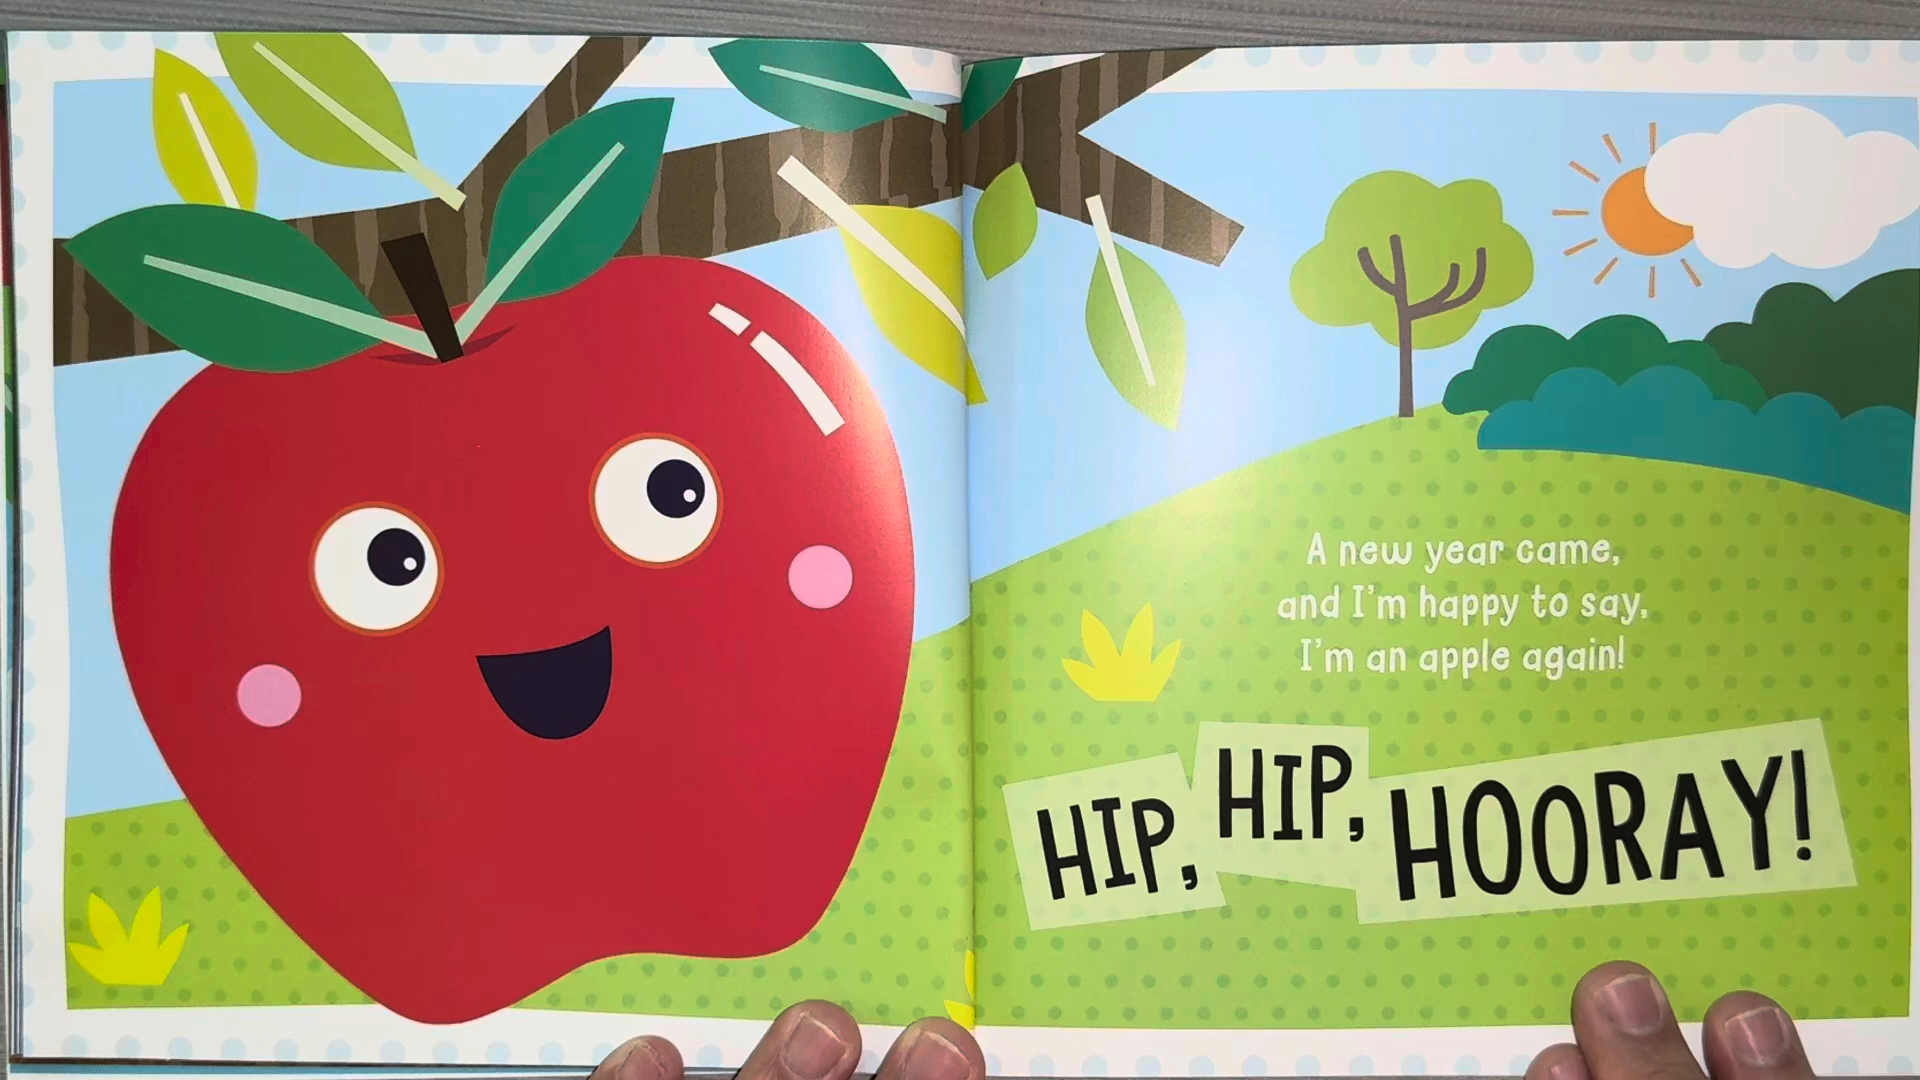 A new year came,
and I'm happy to say,
I'm an apple again!
HIP, HIP, HOORAY!